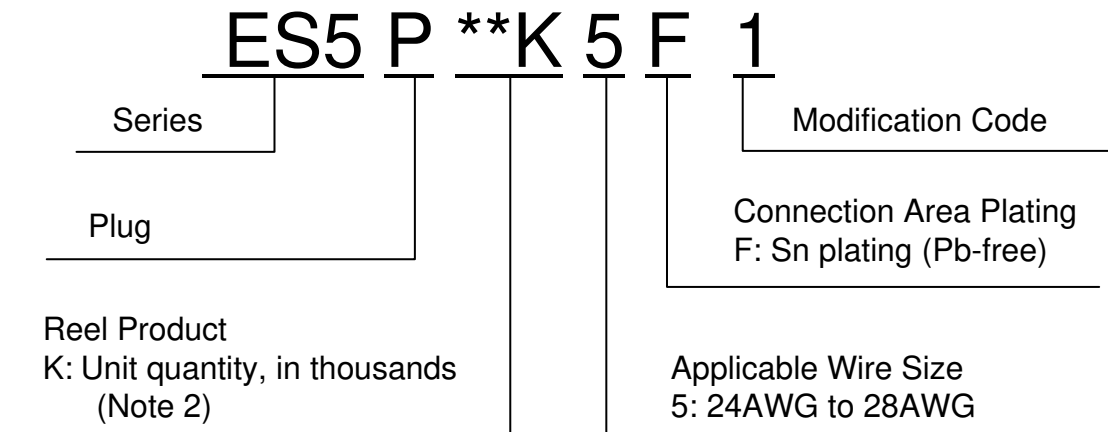 ES5 P **K 5 F 1
Series
Modification Code
Plug
Connection Area Plating
F: Sn plating (Pb-free)
Reel Product
K: Unit quantity, in thousands
(Note 2)
Applicable Wire Size
5: 24AWG to 28AWG